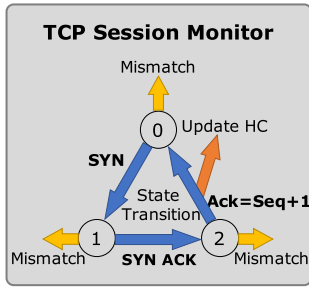 TCP Session Monitor
Mismatch
0
Update HC
SYN
State
Transition
Ack=Seq+1
1
2
Mismatch
SYN ACK
Mismatch